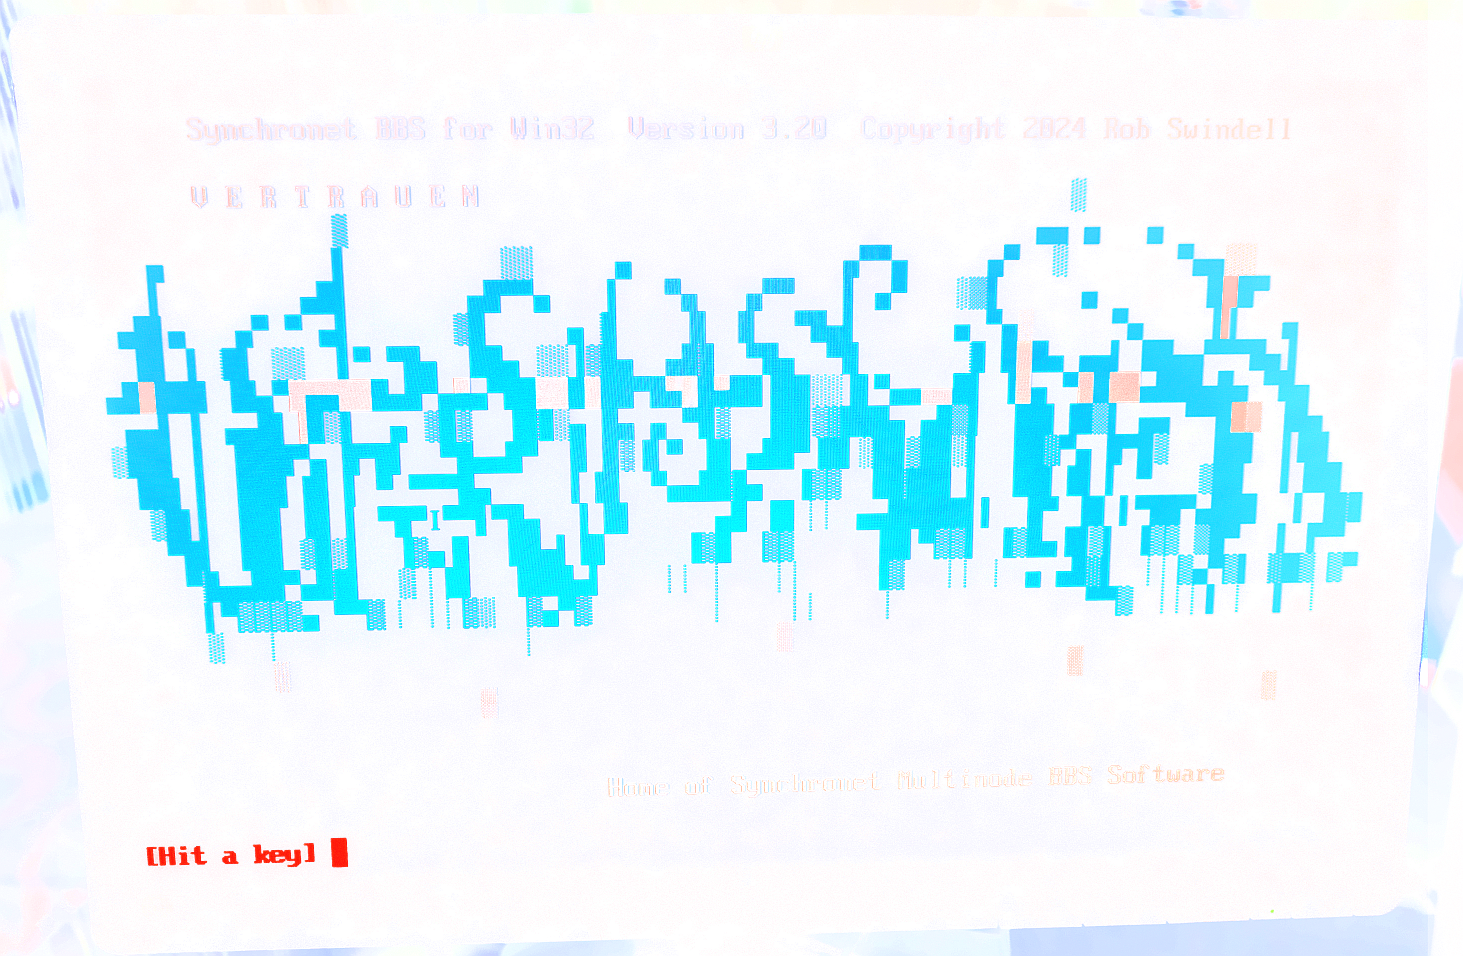 Synchronet BBS for Win32 Version 3.20 Copyright 2024 Rob Swindell
VERTRAUEN
Home of Synchronet Multinode BBS Software
[Hit a key]